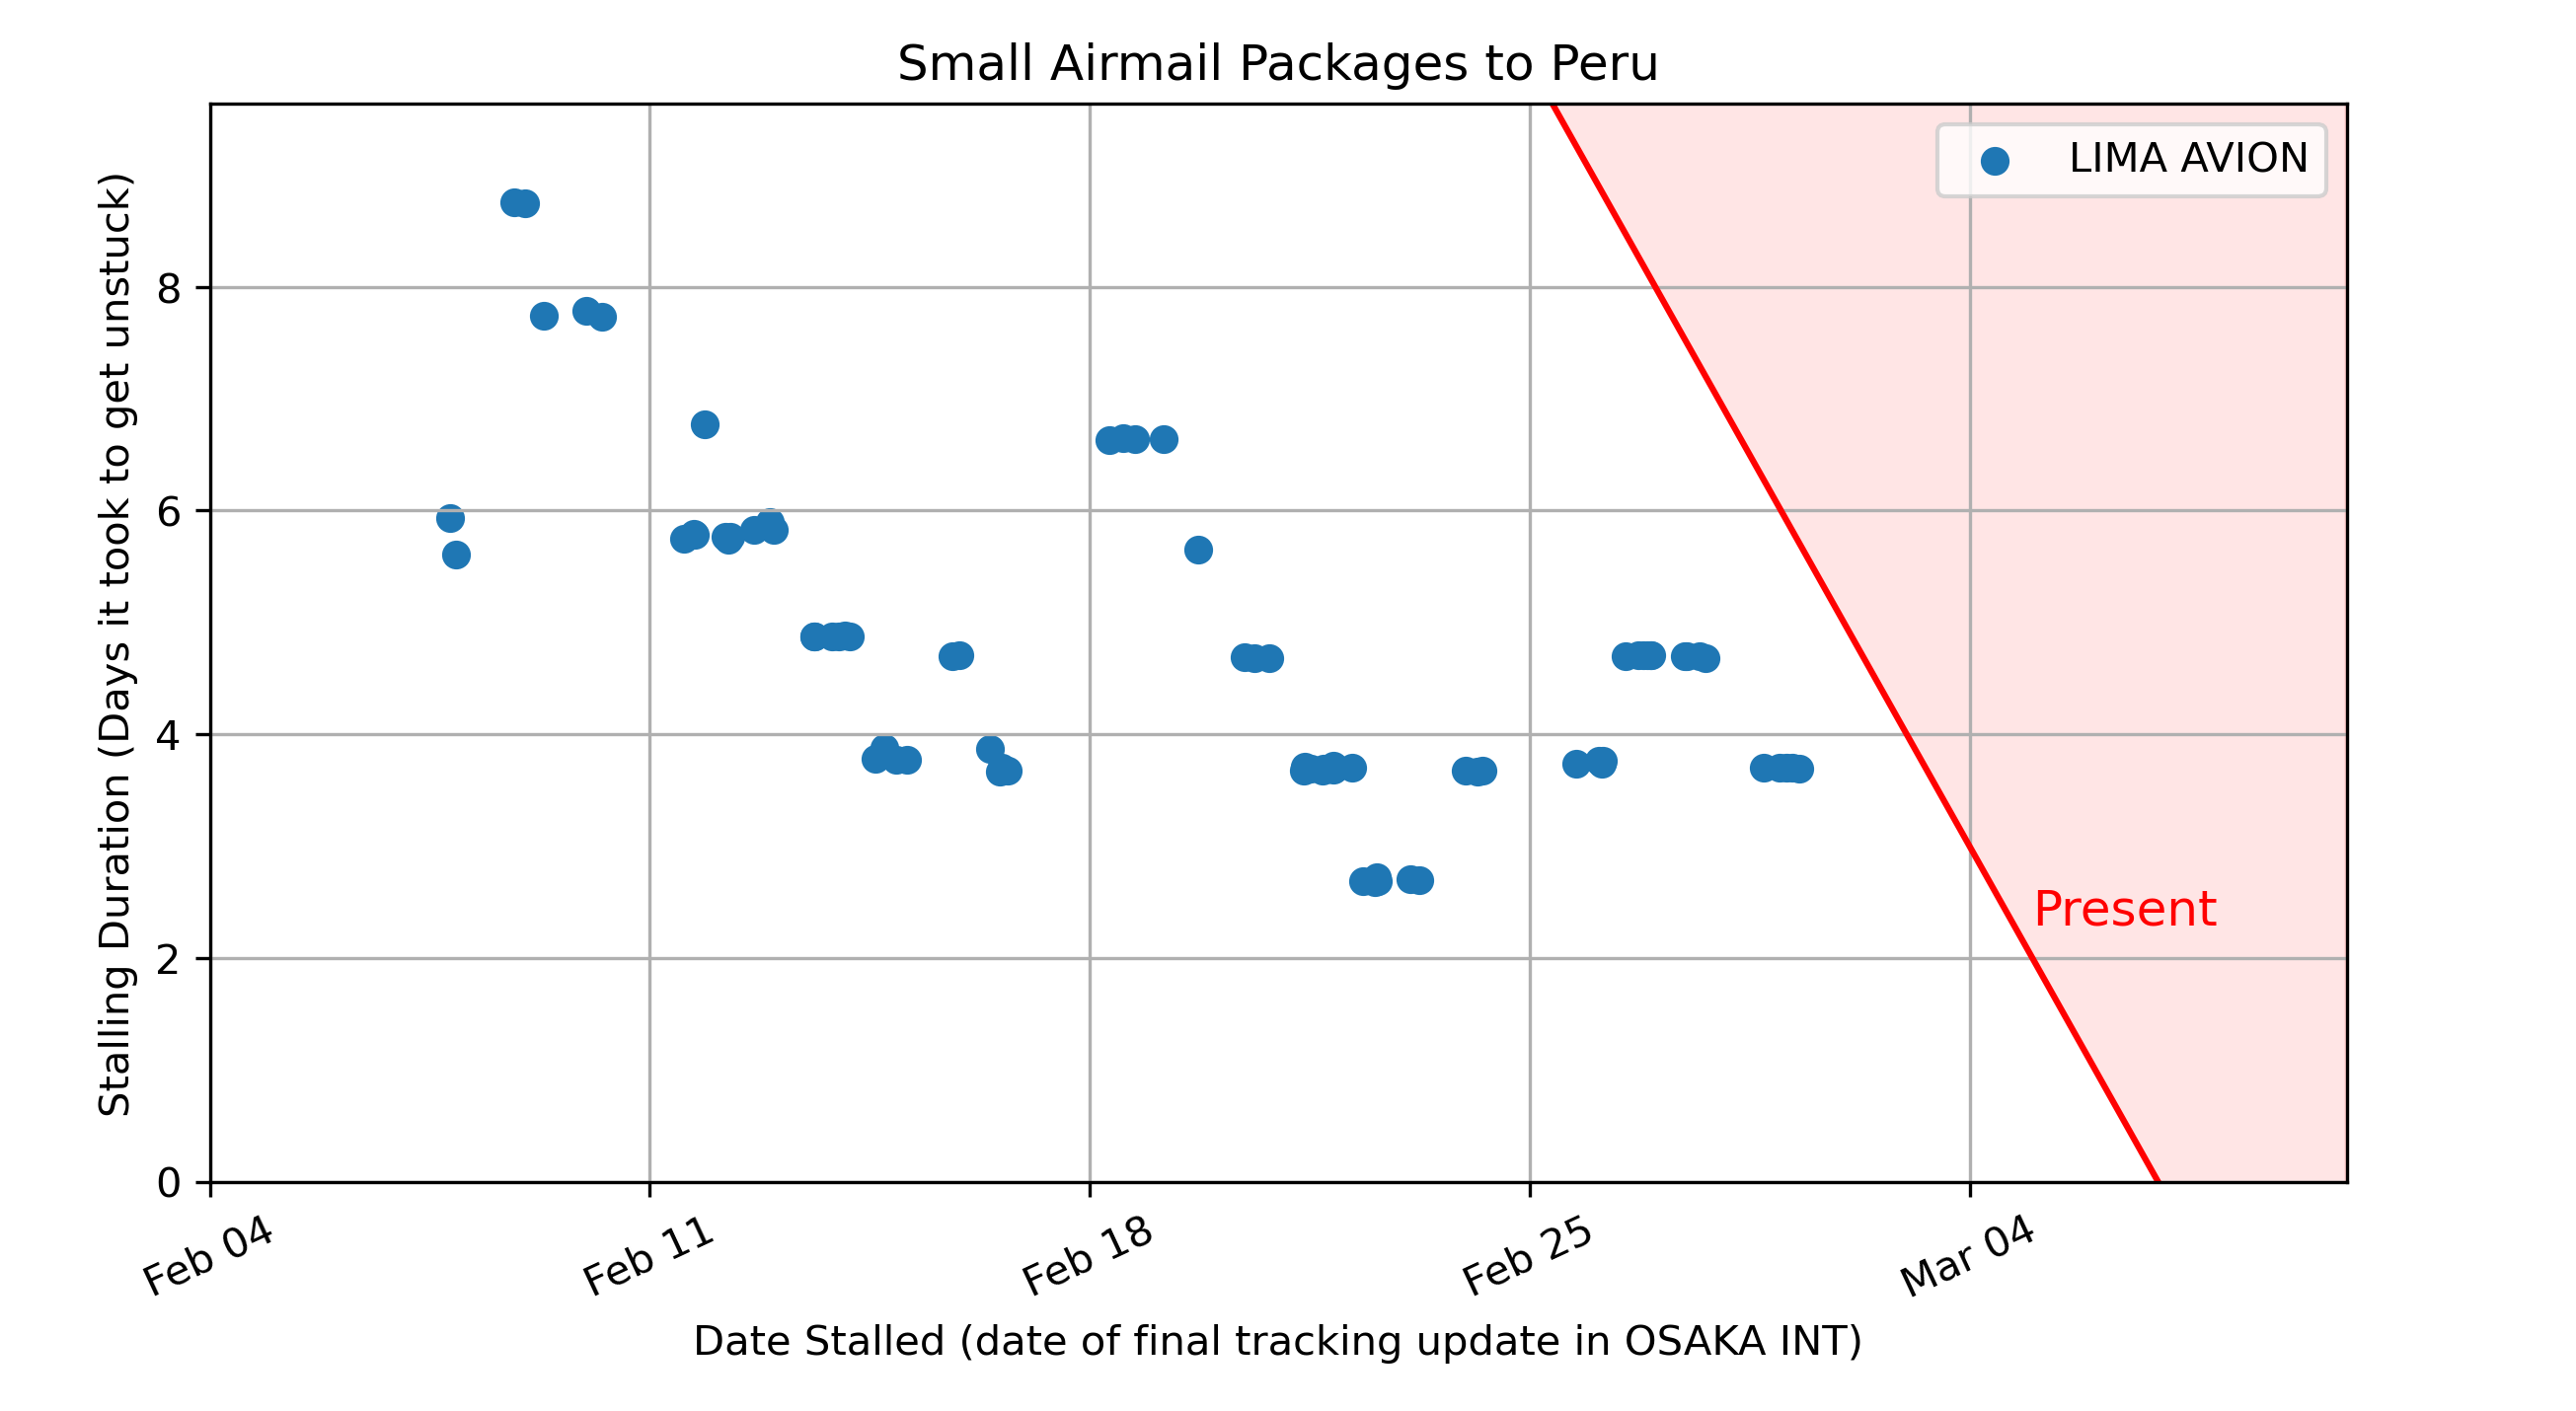 Small Airmail Packages to Peru
LIMA AVION
Stalling Duration (Days it took to get unstuck)
8
6
4
2
0
Present
Feb 04
Feb 11
Feb 18
Feb 25
Mar 04
Date Stalled (date of final tracking update in OSAKA INT)